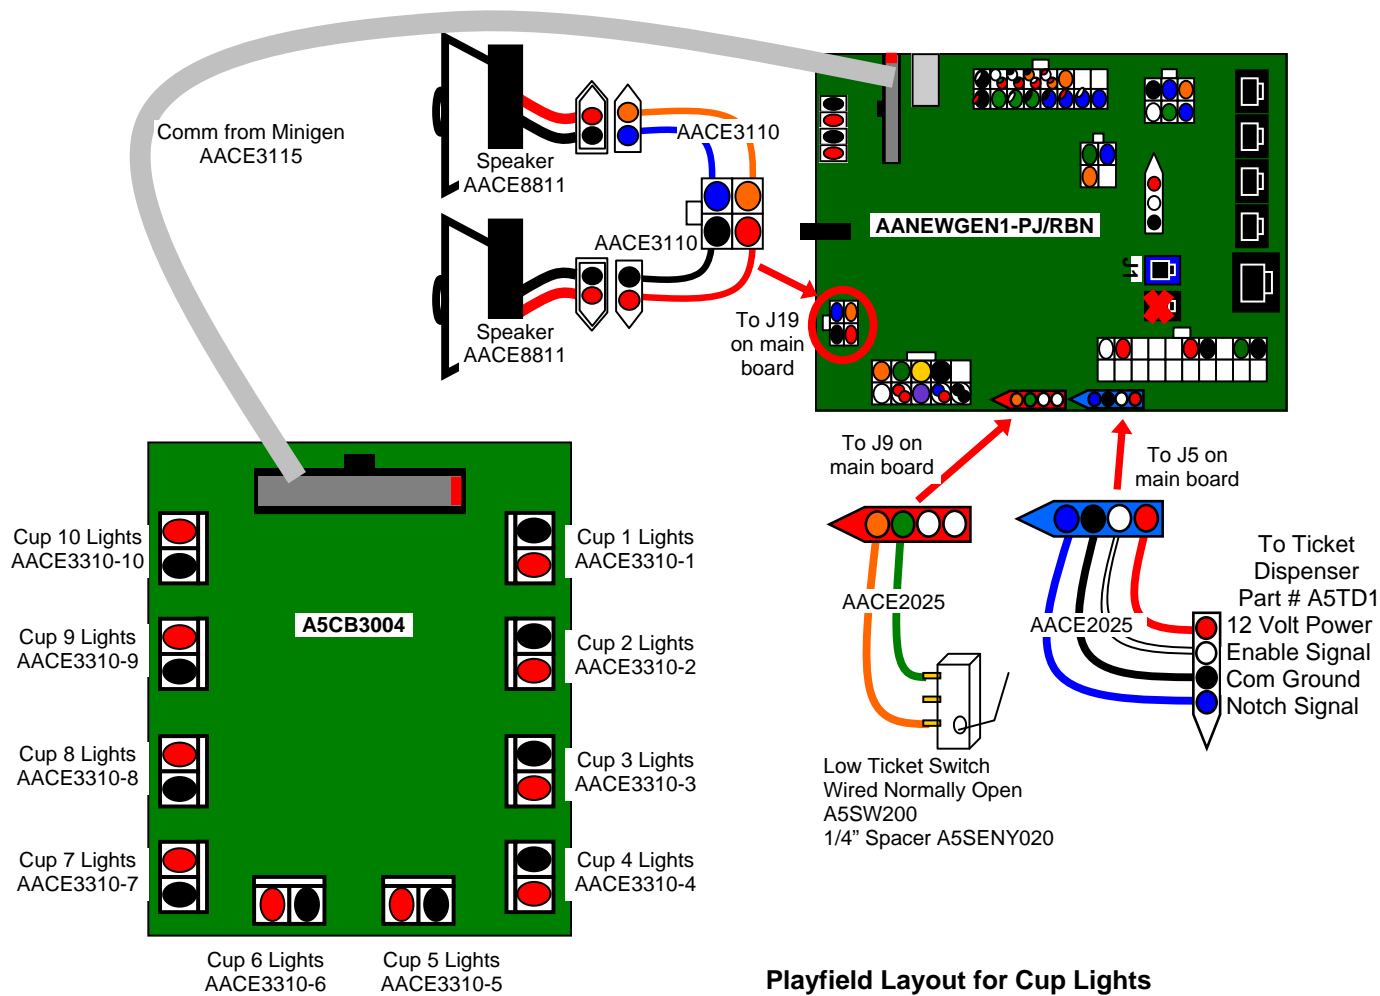 Comm from Minigen
AACE3115
Speaker
AACE8811
AACE3110
AACE3110
Speaker
AACE8811
AANEWGEN1-PJ/RBN
J1
To J19
on main
board
To J9 on
main board
To J5 on
main board
AACE2025
AACE2025
To Ticket
Dispenser
Part # A5TD1
12 Volt Power
Enable Signal
Com Ground
Notch Signal
Low Ticket Switch
Wired Normally Open
A5SW200
1/4” Spacer A5SENY020
A5CB3004
Cup 10 Lights
AACE3310-10
Cup 9 Lights
AACE3310-9
Cup 8 Lights
AACE3310-8
Cup 7 Lights
AACE3310-7
Cup 1 Lights
AACE3310-1
Cup 2 Lights
AACE3310-2
Cup 3 Lights
AACE3310-3
Cup 4 Lights
AACE3310-4
Cup 6 Lights
AACE3310-6
Cup 5 Lights
AACE3310-5
Playfield Layout for Cup Lights